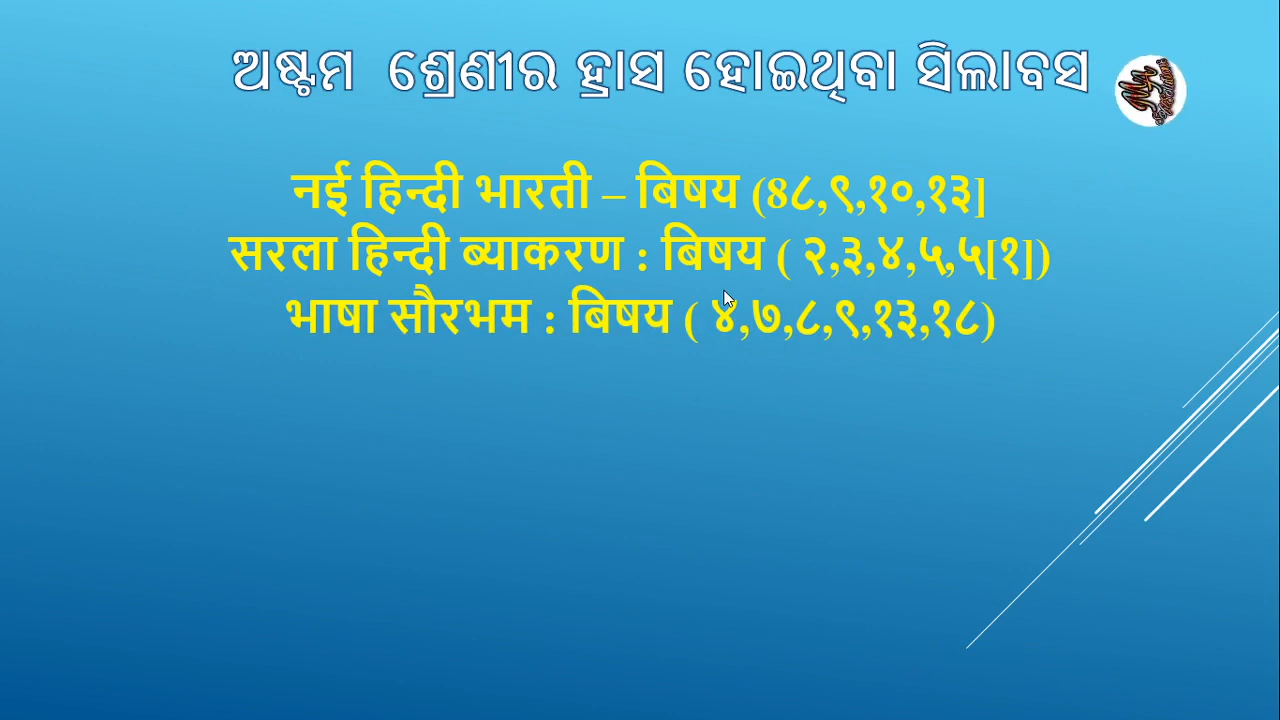 ଅଷ୍ଟମ ଶ୍ରେଣୀର ହ୍ରାସ ହୋଇଥିବା ସିଲାବସ
नई हिन्दी भारती – बिषय (8८,९,१०,१३]
सरला हिन्दी ब्याकरण : बिषय ( २,३,४,५,५[१])
भाषा सौरभम : बिषय ( ४,७,८,९,१३,१८)